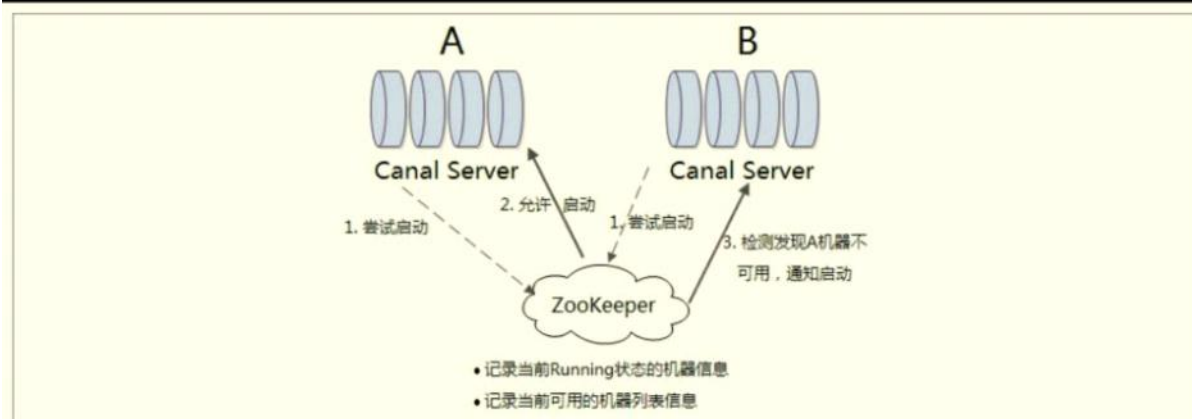 A
B
Canal Server
Canal Server
1. 尝试启动
2. 允许 启动
1. 尝试启动
3. 检测发现A机器不
可用，通知启动
ZooKeeper
• 记录当前Running状态的机器信息
• 记录当前可用的机器列表信息